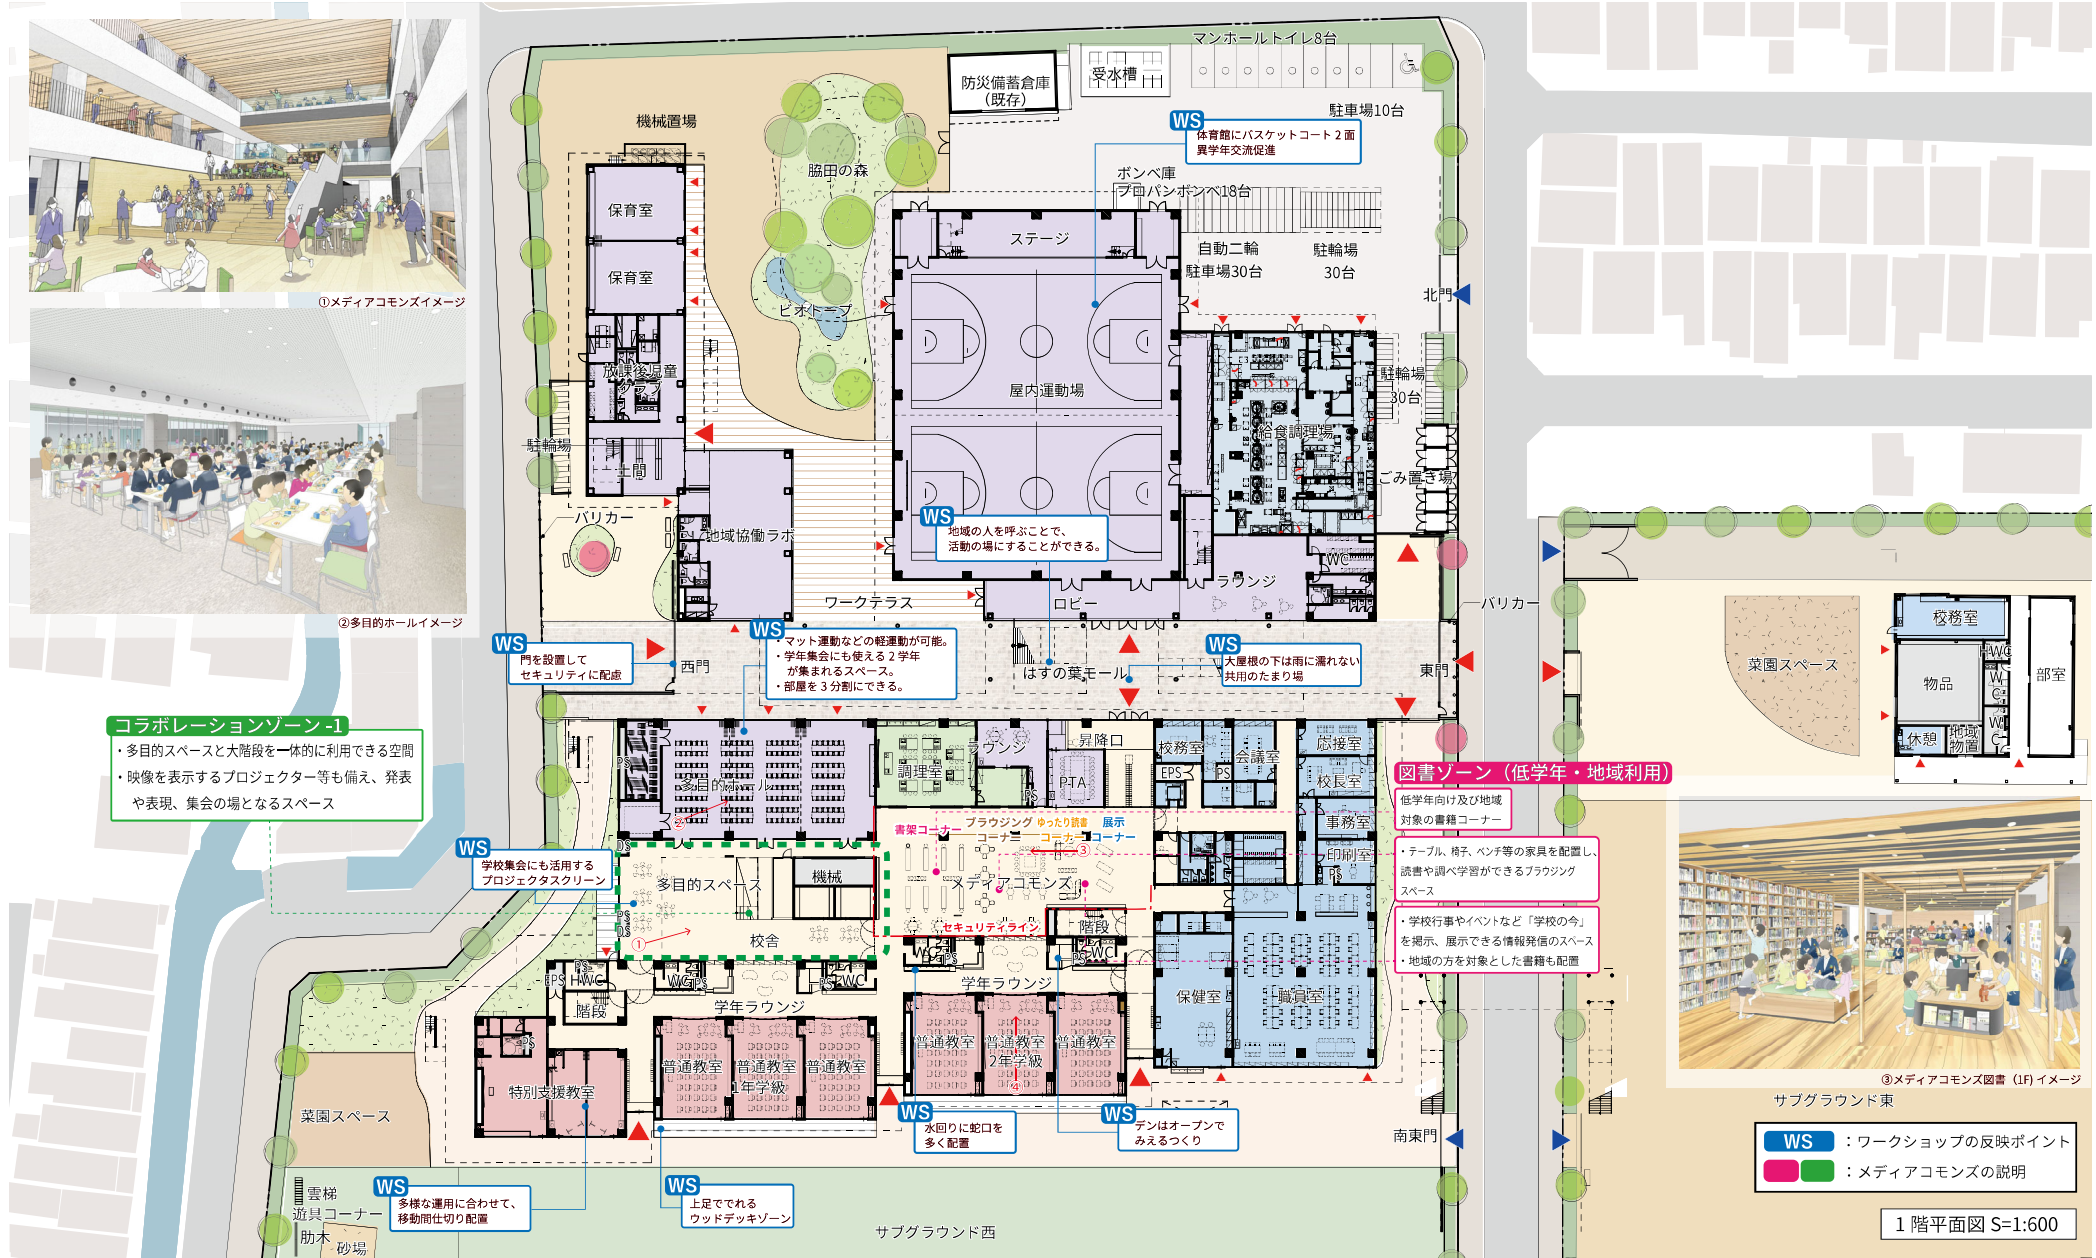 マンホールトイレ8台
防災備蓄倉庫
（既存）
受水槽
駐車場10台
機械置場
WS
体育館にバスケットコート２面
異学年交流促進
脇田の森
ボンベ庫
プロパンボンベ18台
保育室
ステージ
自動二輪
駐車場30台
駐輪場
30台
保育室
北門
①メディアコモンズイメージ
ビオトープ
放課後児童
クラブ
屋内運動場
駐輪場
30台
給食調理場
駐輪場
土間
ごみ置き場
バリカー
WS
地域の人を呼ぶことで、
活動の場にすることができる。
地域協働ラボ
WC
ラウンジ
ワークテラス
ロビー
バリカー
②多目的ホールイメージ
校務室
HWC
WC
WC
物品
部室
休憩
地域
物置
菜園スペース
WS
門を設置して
セキュリティに配慮
西門
WS
・マット運動などの軽運動が可能。
・学年集会にも使える２学年
が集まれるスペース。
・部屋を３分割にできる。
はすの葉モール
WS
大屋根の下は雨に濡れない
共用のたまり場
東門
コラボレーションゾーン-1
・多目的スペースと大階段を一体的に利用できる空間
・映像を表示するプロジェクター等も備え、発表
や表現、集会の場となるスペース
PS
多目的ホール
②
調理室
ラウンジ
PS
PTA
昇降口
校務室
EPS
PS
会議室
応接室
校長室
事務室
印刷室
PS
図書ゾーン（低学年・地域利用）
低学年向け及び地域
対象の書籍コーナー
・テーブル、椅子、ベンチ等の家具を配置し、
読書や調べ学習ができるブラウジング
スペース
・学校行事やイベントなど「学校の今」
を掲示、展示できる情報発信のスペース
・地域の方を対象とした書籍も配置
書架コーナー
ブラウジング
コーナー
ゆったり読書
コーナー
展示
コーナー
③
WS
学校集会にも活用する
プロジェクタスクリーン
DS
多目的スペース
機械
メディアコモンズ
PS
DS
①
校舎
セキュリティライン
階段
WC
PS
PS
WC
EPS
PS
HWC
WC
PS
PS
WC
学年ラウンジ
階段
学年ラウンジ
保健室
職員室
PS
特別支援教室
普通教室
普通教室
1年学級
普通教室
普通教室
普通教室
2年学級
④
普通教室
③メディアコモンズ図書（1F）イメージ
サブグラウンド東
菜園スペース
WS
水回りに蛇口を
多く配置
WS
デンはオープンで
みえるつくり
南東門
WS
：ワークショップの反映ポイント
：メディアコモンズの説明
雲梯
遊具コーナー
肋木
砂場
WS
多様な運用に合わせて、
移動間仕切り配置
WS
上足ででれる
ウッドデッキゾーン
サブグラウンド西
1 階平面図 S=1:600